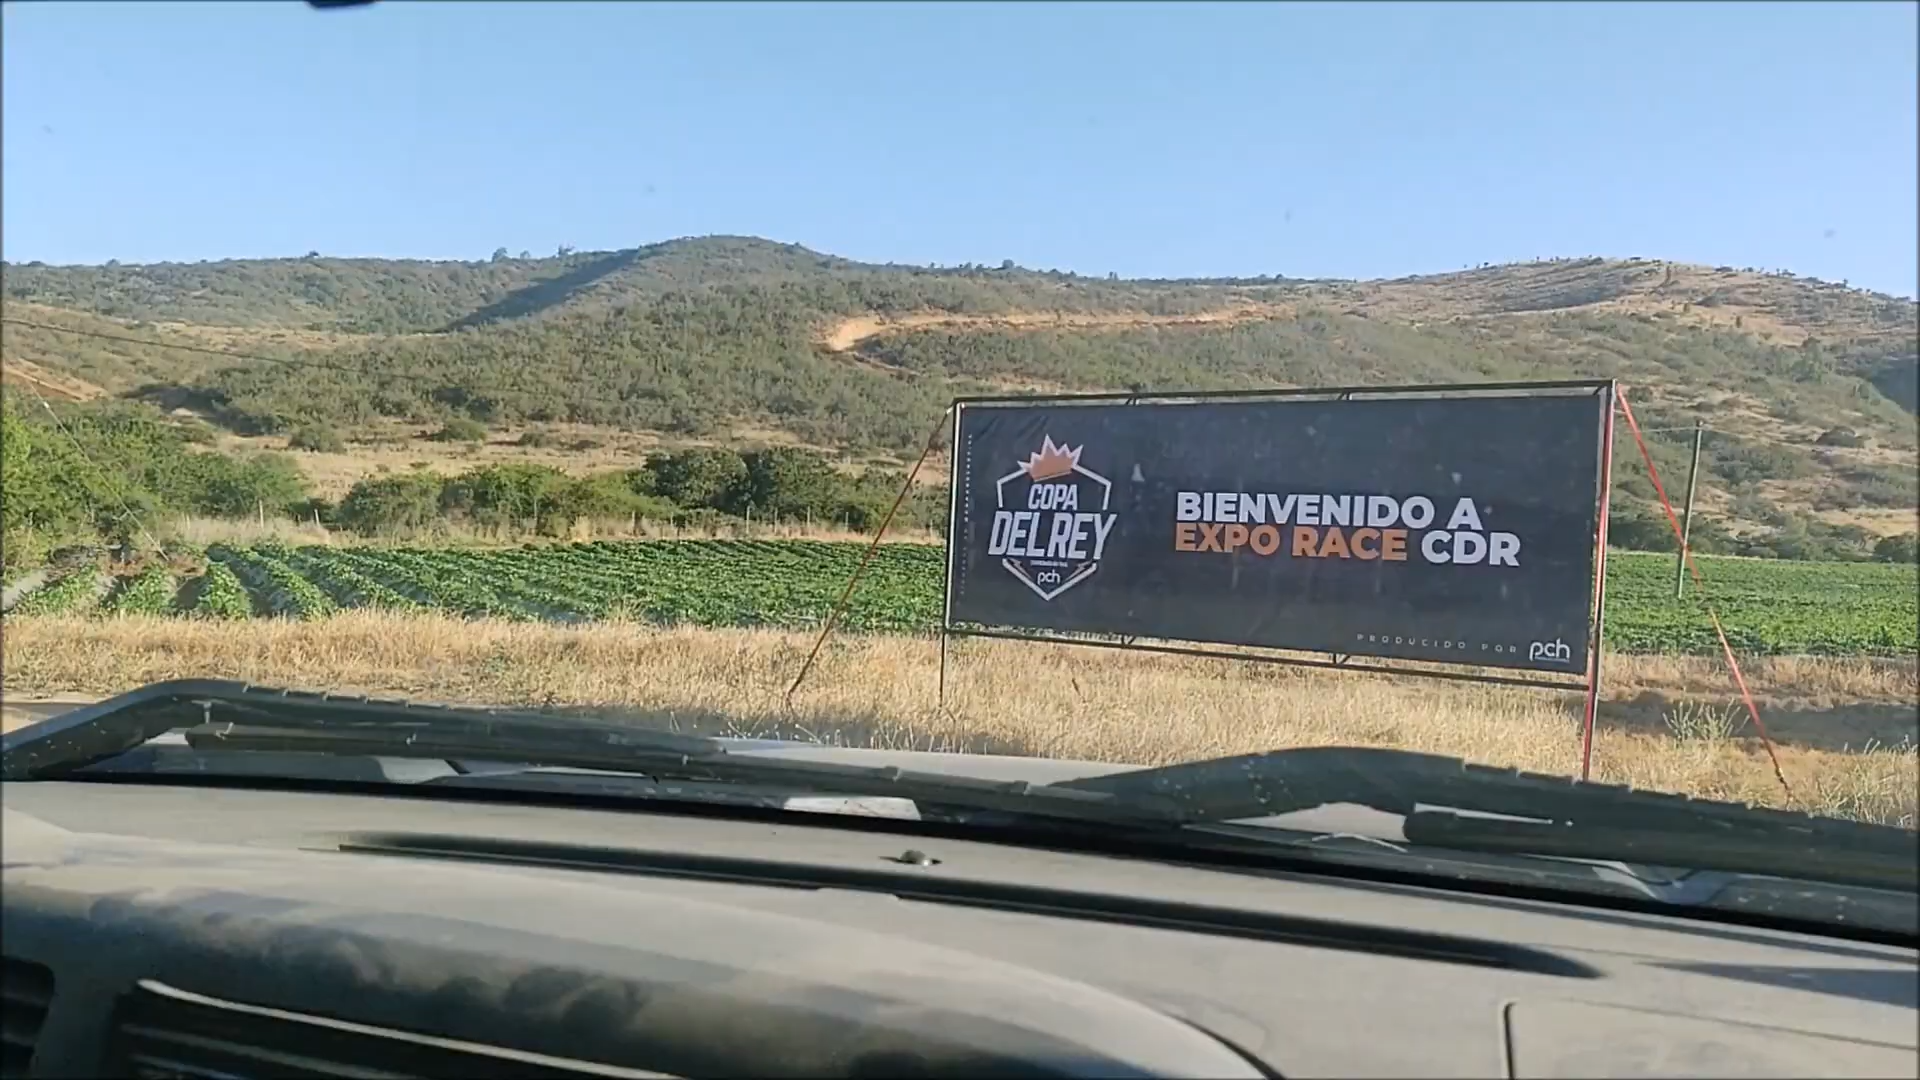 COPA
DEL REY
pch
BIENVENIDO A
EXPO RACE CDR
PRODUCIDO POR pch